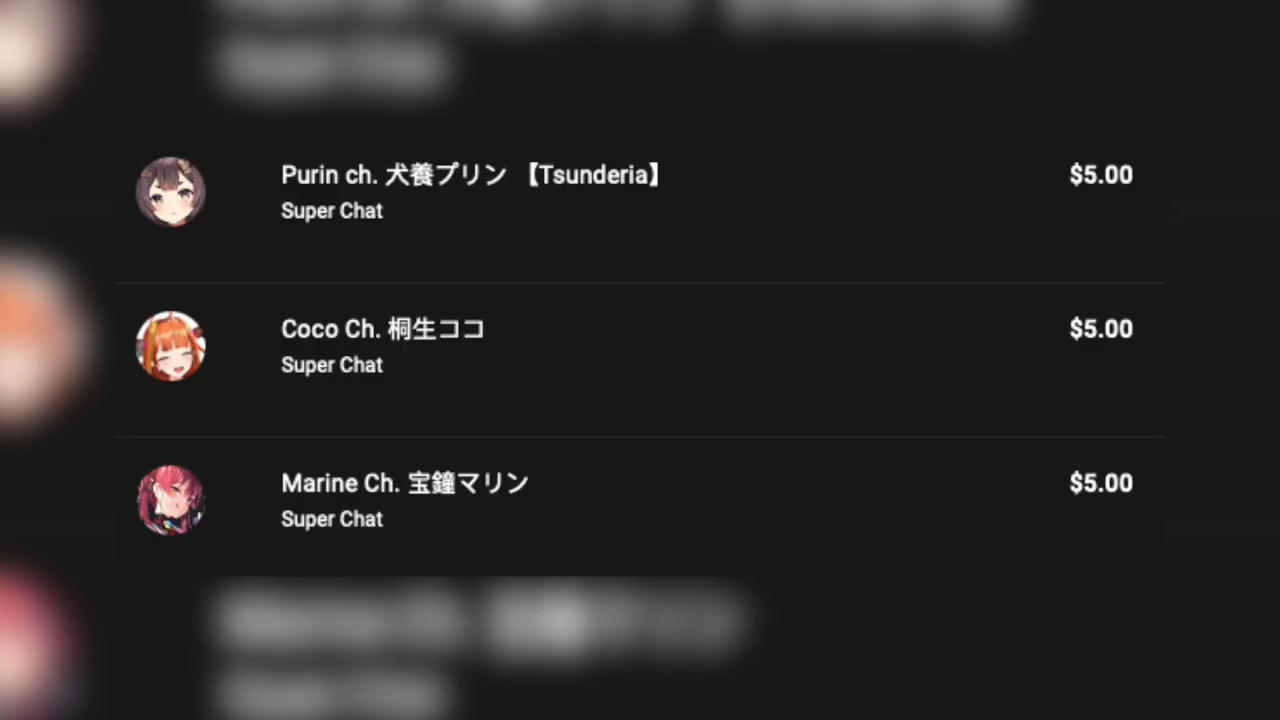 Purin ch. 犬養プリン 【Tsunderia】
$5.00
Super Chat
Coco Ch. 桐生ココ
$5.00
Super Chat
Marine Ch. 宝鐘マリン
$5.00
Super Chat